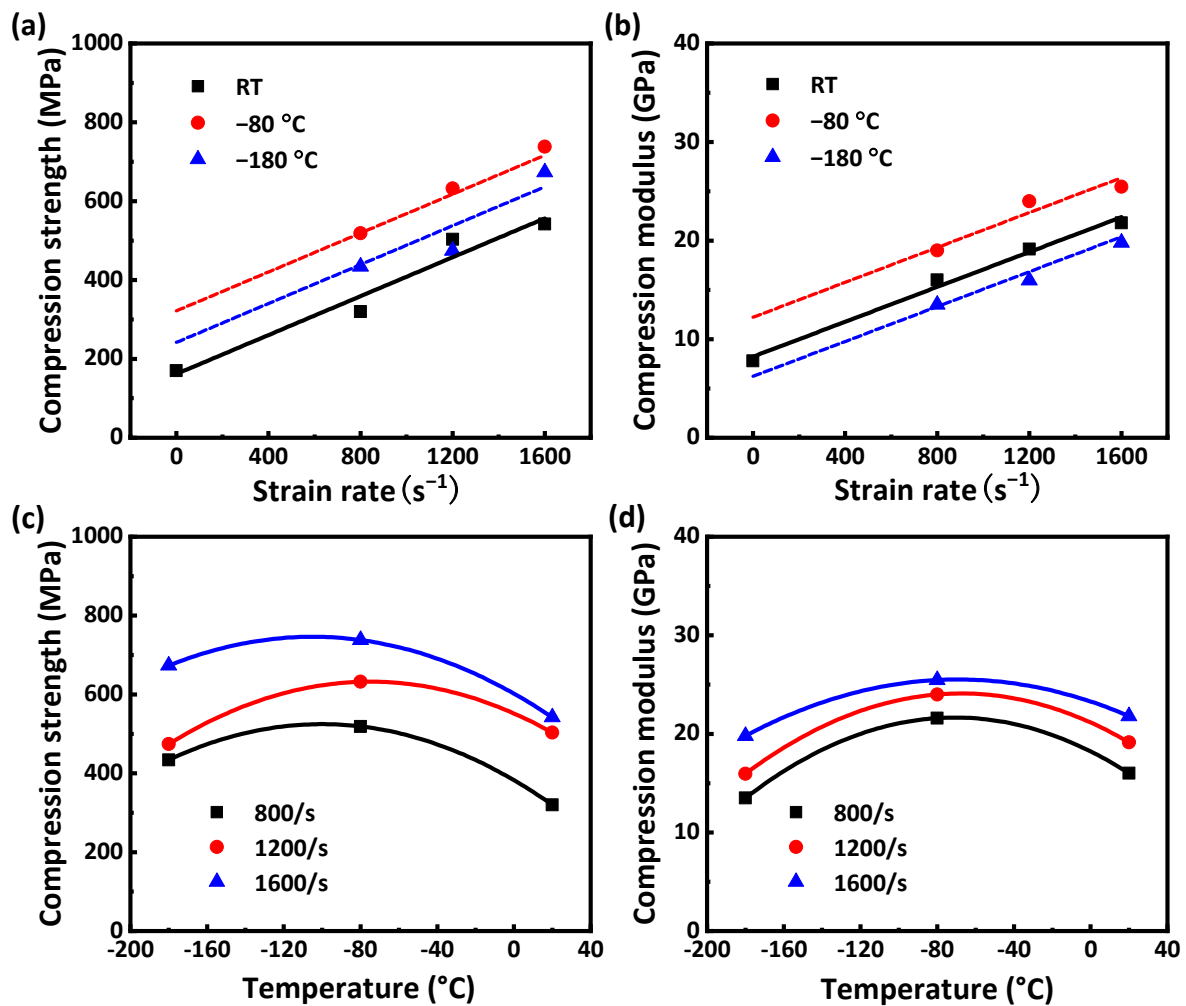 (a)
1000
800
600
400
200
0
Compression strength (MPa)
RT
−80 °C
−180 °C
0 400 800 1200 1600
Strain rate (s⁻¹)
(b)
40
30
20
10
0
Compression modulus (GPa)
RT
−80 °C
−180 °C
0 400 800 1200 1600
Strain rate (s⁻¹)
(c)
1000
800
600
400
200
0
Compression strength (MPa)
800/s
1200/s
1600/s
-200 -160 -120 -80 -40 0 40
Temperature (°C)
(d)
40
30
20
10
0
Compression modulus (GPa)
800/s
1200/s
1600/s
-200 -160 -120 -80 -40 0 40
Temperature (°C)